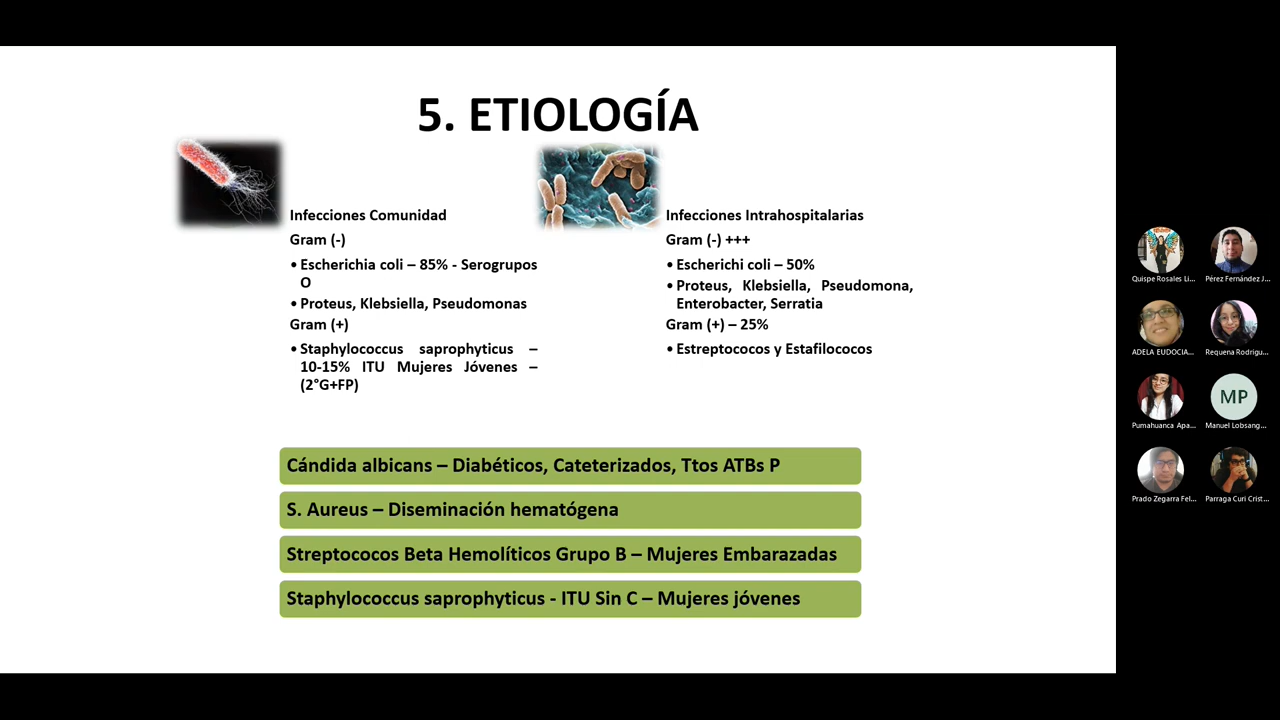 5. ETIOLOGÍA
Infecciones Comunidad
Gram (-)
• Escherichia coli – 85% - Serogrupos
O
• Proteus, Klebsiella, Pseudomonas
Gram (+)
• Staphylococcus saprophyticus –
10-15% ITU Mujeres Jóvenes –
(2°G+FP)
Infecciones Intrahospitalarias
Gram (-) +++
• Escherichi coli – 50%
• Proteus, Klebsiella, Pseudomona,
Enterobacter, Serratia
Gram (+) – 25%
• Estreptococos y Estafilococos
Cándida albicans – Diabéticos, Cateterizados, Ttos ATBs P
S. Aureus – Diseminación hematógena
Streptococos Beta Hemolíticos Grupo B – Mujeres Embarazadas
Staphylococcus saprophyticus - ITU Sin C – Mujeres jóvenes
Quispe Rosales Li...
Pérez Fernández J...
ADELA EUDOCIA...
Requena Rodrigu...
Pumahuanca Apa...
MP
Manuel Lobsang...
Prado Zegarra Fel...
Parraga Curi Crist...